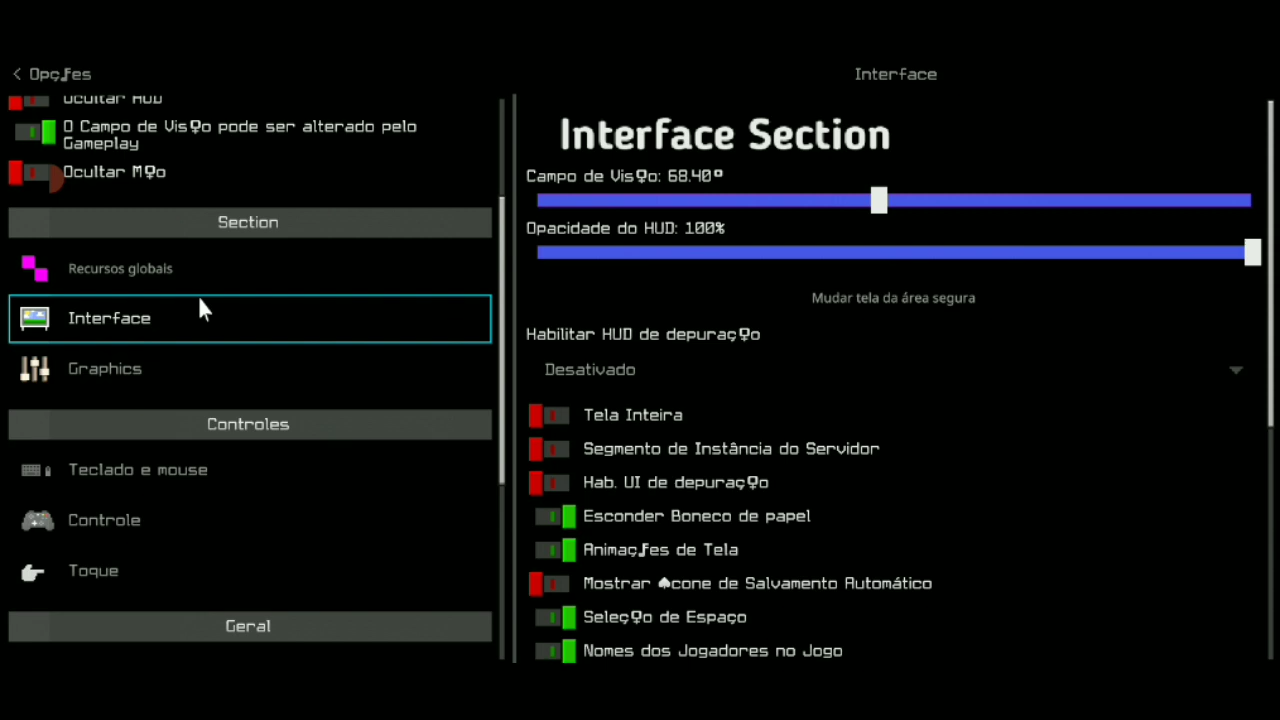 Opç♪es
Interface
Ocultar HUD
O Campo de Vis♀o pode ser alterado pelo
Gameplay
Ocultar M♀o
Section
Recursos globais
Interface
Graphics
Controles
Teclado e mouse
Controle
Toque
Geral
Interface Section
Campo de Vis♀o: 68.40º
Opacidade do HUD: 100%
Mudar tela da área segura
Habilitar HUD de depuraç♀o
Desativado
Tela Inteira
Segmento de Instância do Servidor
Hab. UI de depuraç♀o
Esconder Boneco de papel
Animaç♪es de Tela
Mostrar ♠cone de Salvamento Automático
Seleç♀o de Espaço
Nomes dos Jogadores no Jogo